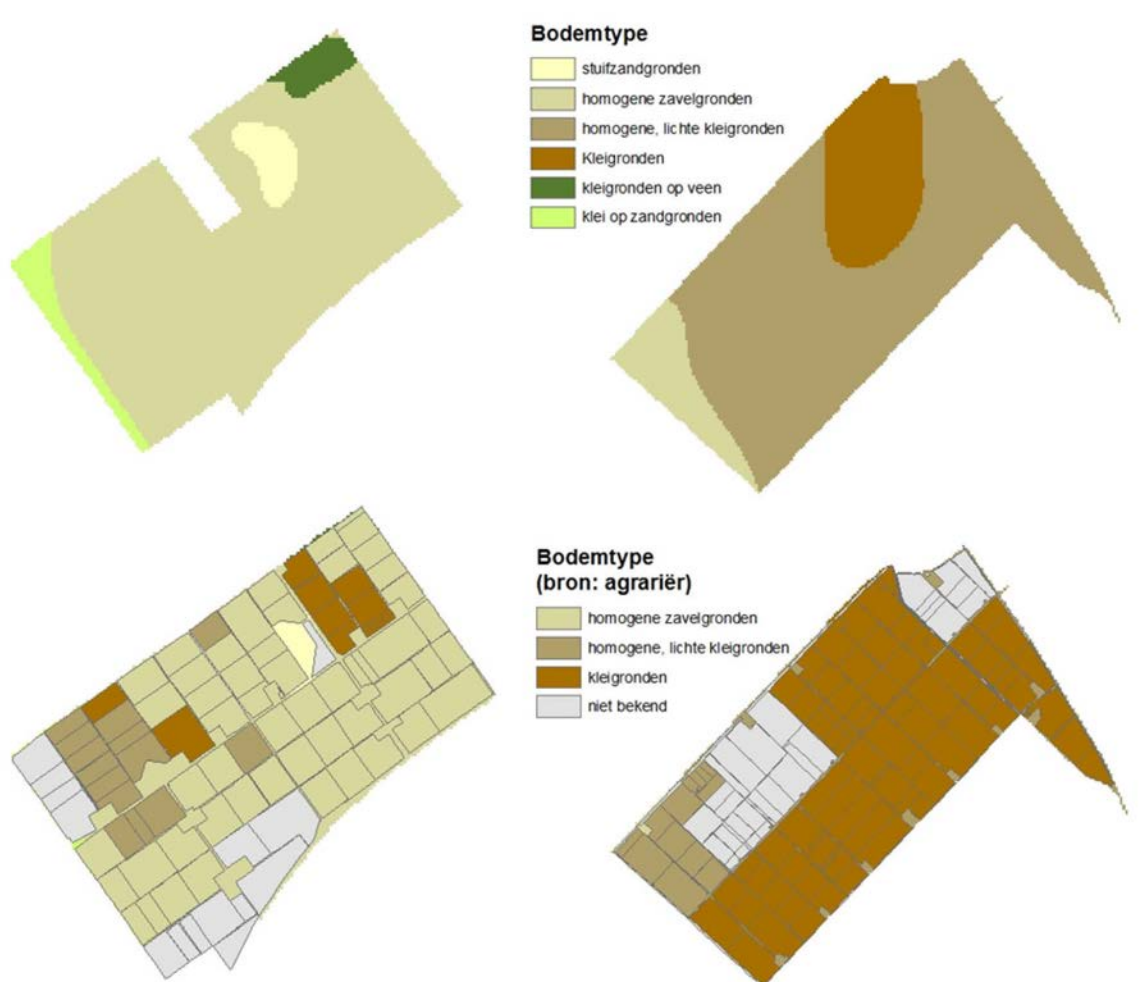 Bodemtype
stuifzandgronden
homogene zavelgronden
homogene, lichte kleigronden
Kleigronden
kleigronden op veen
klei op zandgronden
Bodemtype
(bron: agrariër)
homogene zavelgronden
homogene, lichte kleigronden
kleigronden
niet bekend